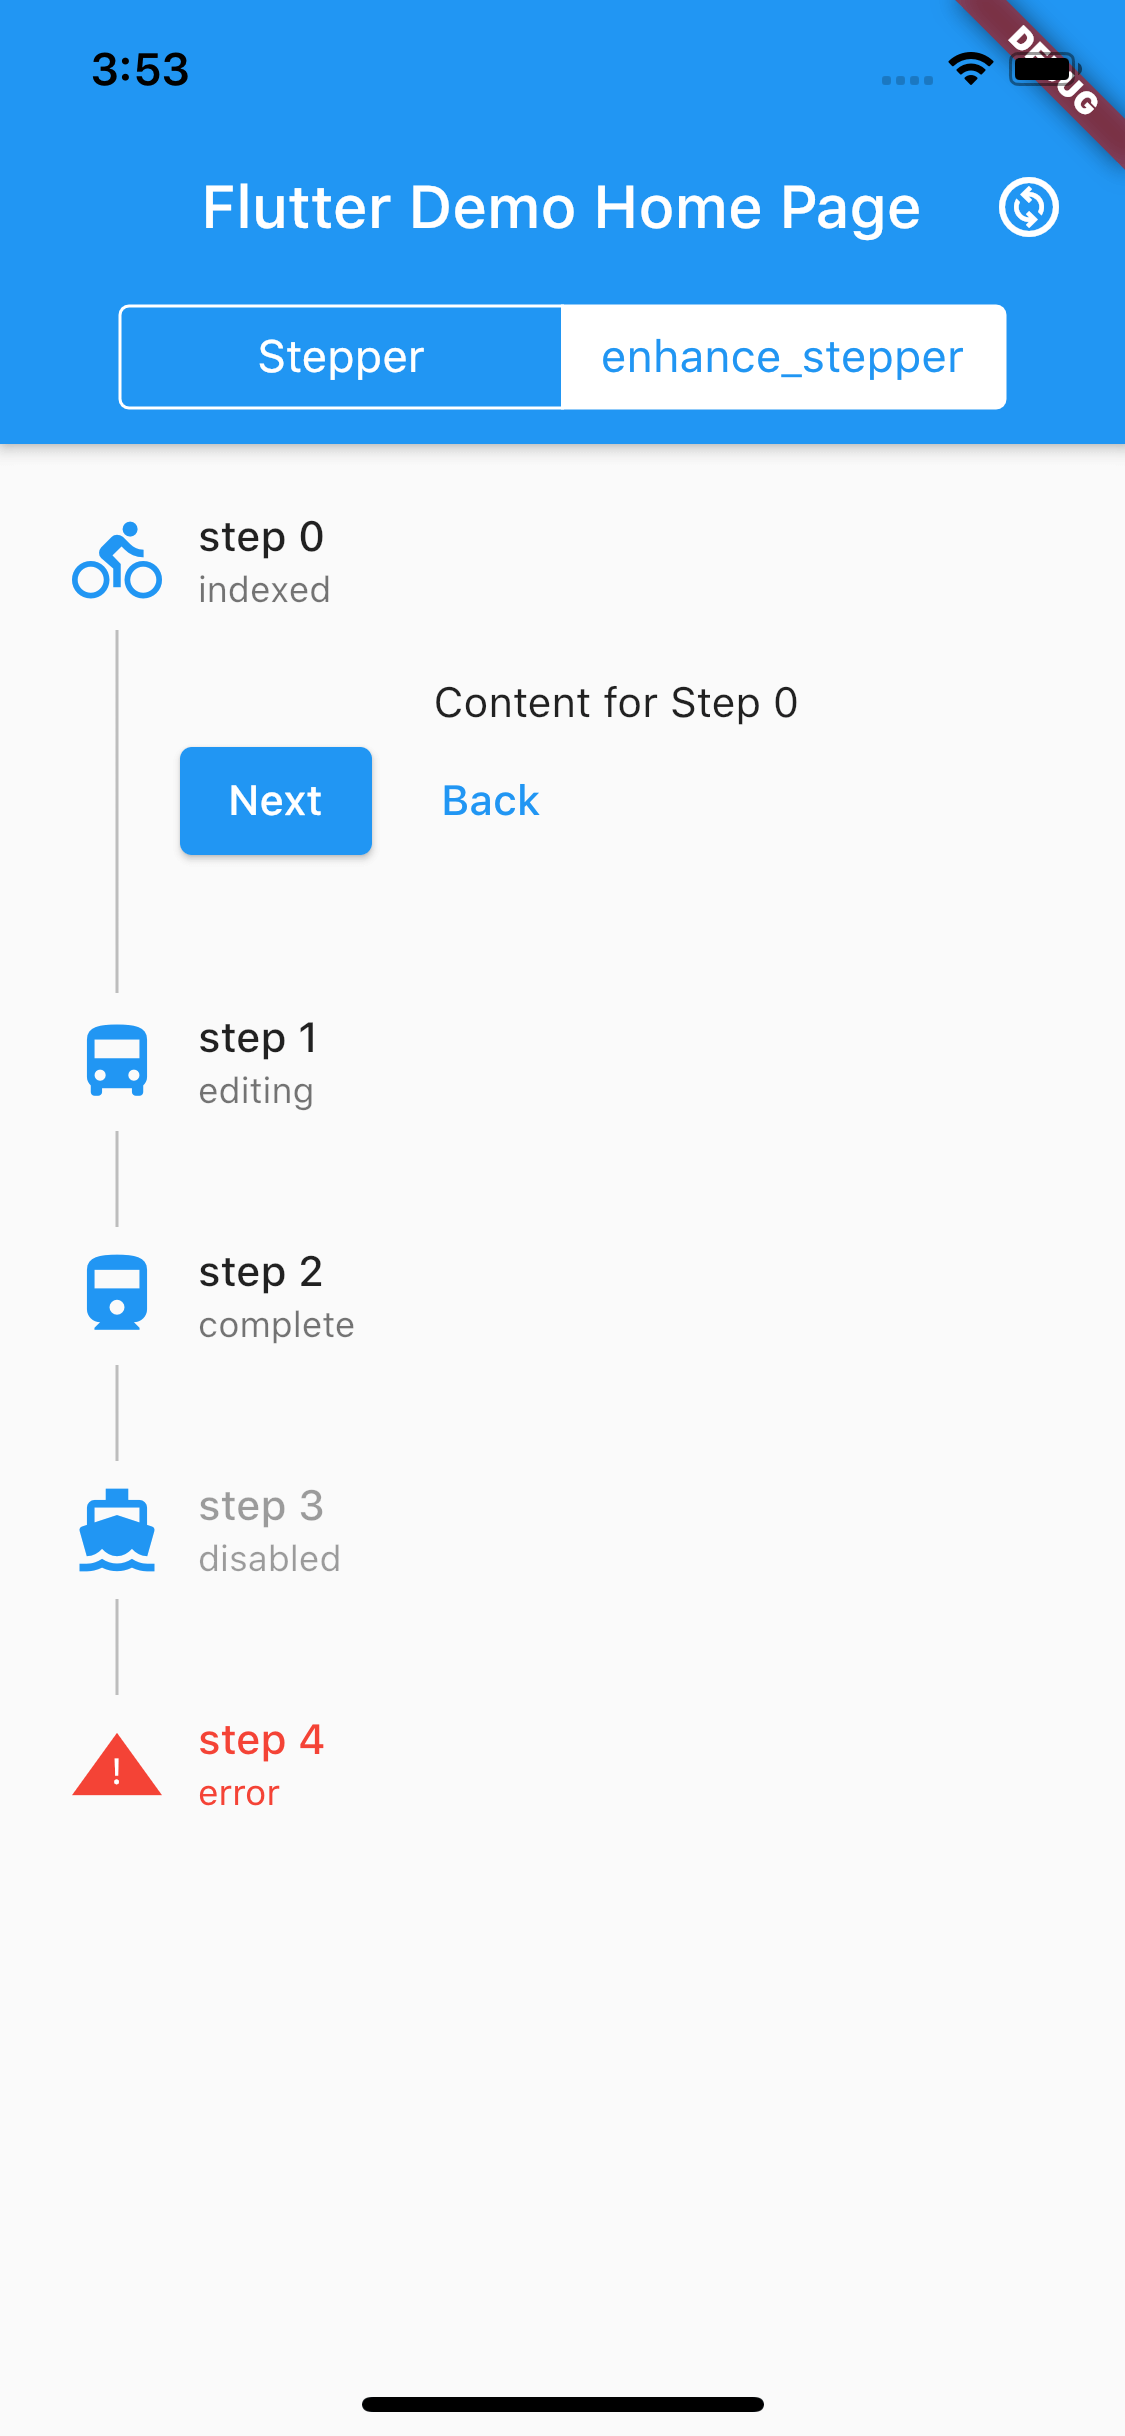 3:53
DEBUG
Flutter Demo Home Page
Stepper
enhance_stepper
step 0
indexed
Content for Step 0
Next
Back
step 1
editing
step 2
complete
step 3
disabled
!
step 4
error